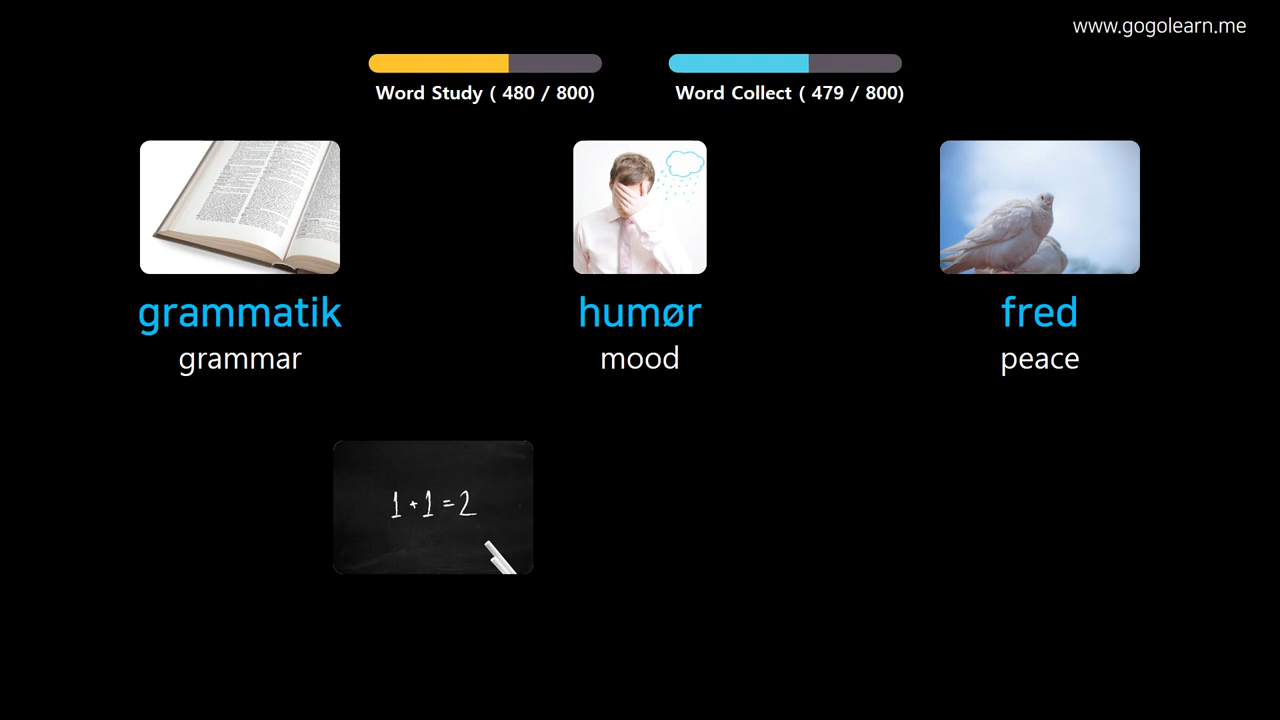 www.gogolearn.me
Word Study ( 480 / 800)
Word Collect ( 479 / 800)
grammatik
grammar
humør
mood
fred
peace
1+1=2